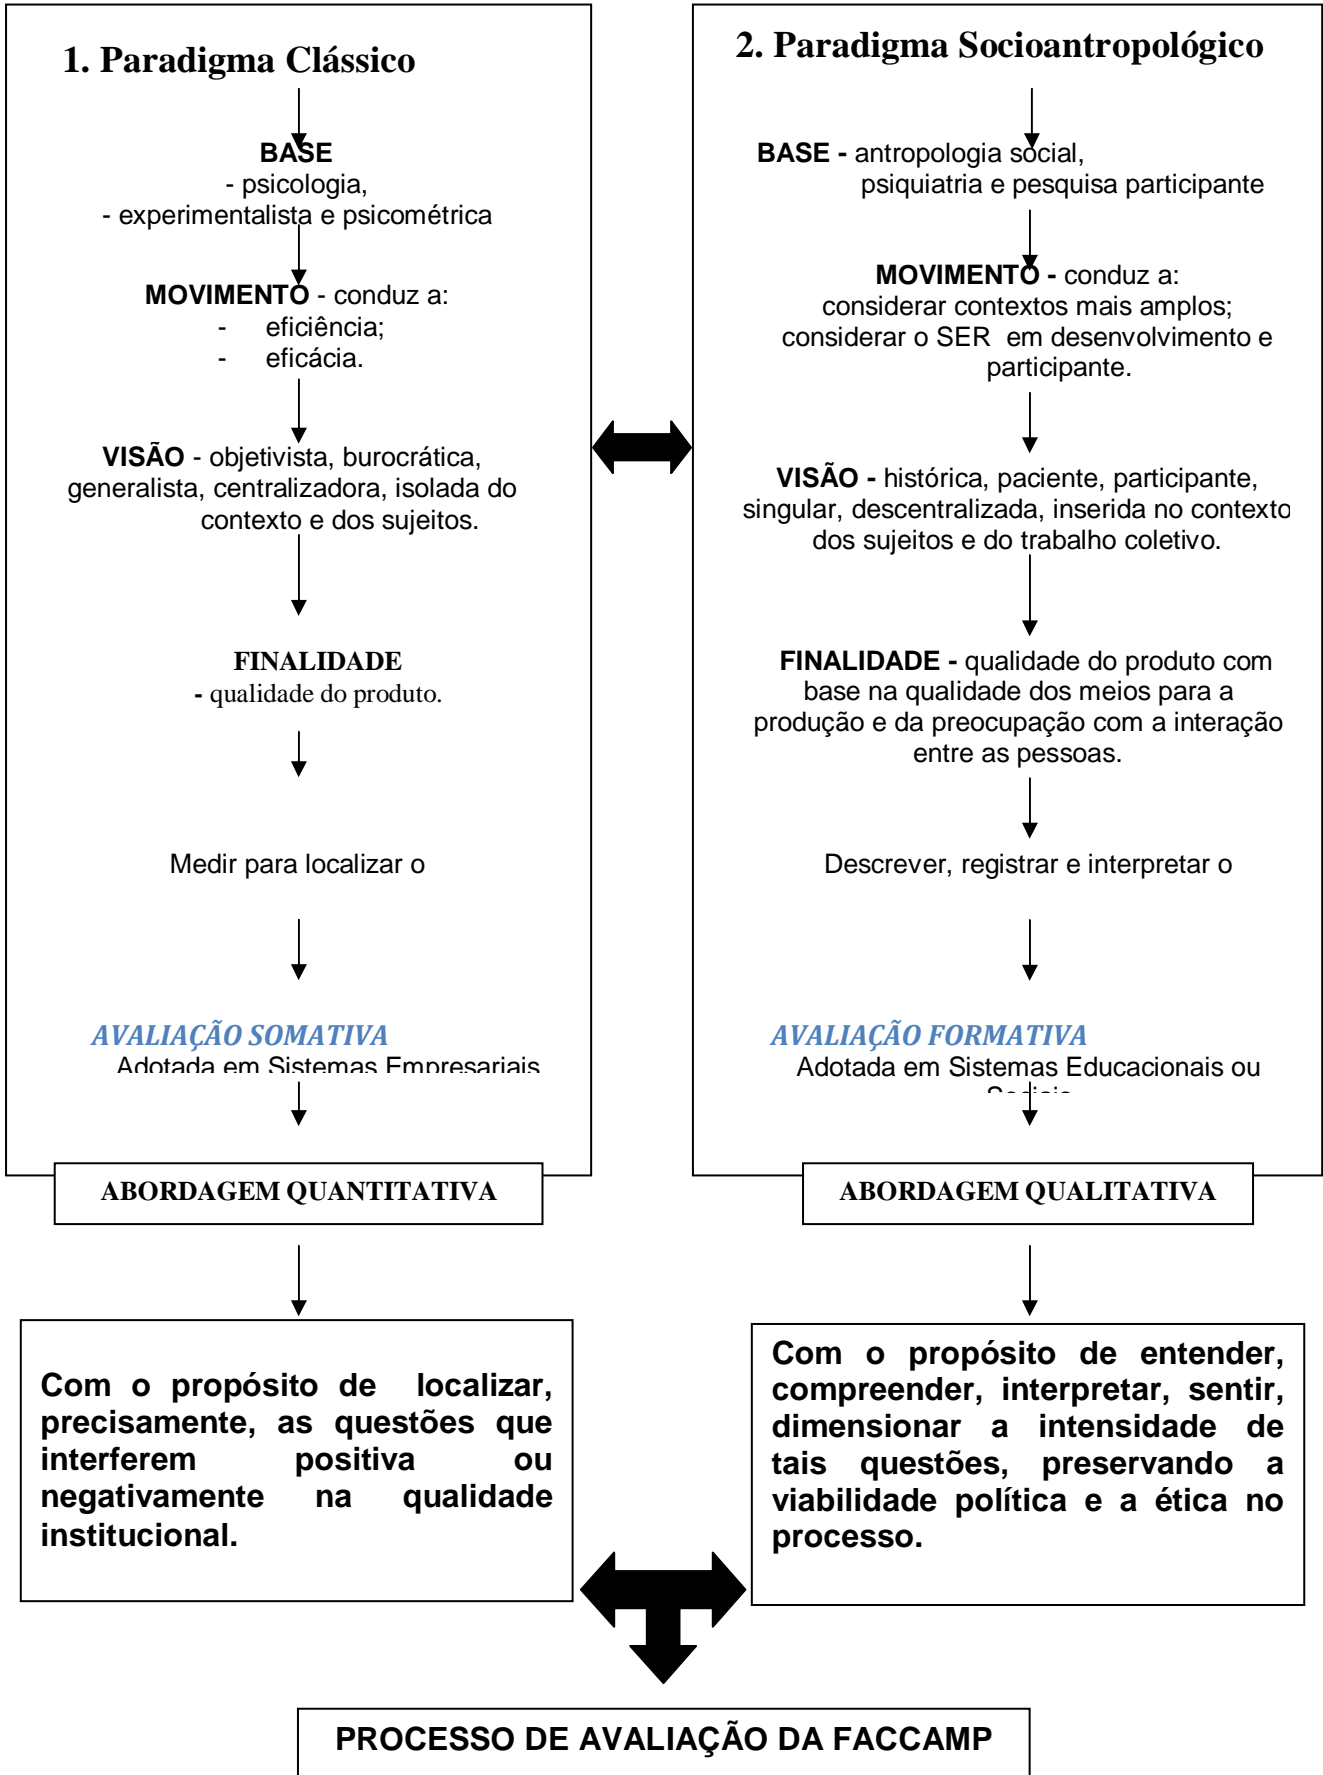 1. Paradigma Clássico
BASE
- psicologia,
- experimentalista e psicométrica
MOVIMENTO - conduz a:
- eficiência;
- eficácia.
VISÃO - objetivista, burocrática,
generalista, centralizadora, isolada do
contexto e dos sujeitos.
FINALIDADE
- qualidade do produto.
Medir para localizar o
AVALIAÇÃO SOMATIVA
Adotada em Sistemas Empresariais
ABORDAGEM QUANTITATIVA
Com o propósito de localizar,
precisamente, as questões que
interferem positiva ou
negativamente na qualidade
institucional.
2. Paradigma Socioantropológico
BASE - antropologia social,
psiquiatria e pesquisa participante
MOVIMENTO - conduz a:
considerar contextos mais amplos;
considerar o SER em desenvolvimento e
participante.
VISÃO - histórica, paciente, participante,
singular, descentralizada, inserida no contexto
dos sujeitos e do trabalho coletivo.
FINALIDADE - qualidade do produto com
base na qualidade dos meios para a
produção e da preocupação com a interação
entre as pessoas.
Descrever, registrar e interpretar o
AVALIAÇÃO FORMATIVA
Adotada em Sistemas Educacionais ou
ABORDAGEM QUALITATIVA
Com o propósito de entender,
compreender, interpretar, sentir,
dimensionar a intensidade de
tais questões, preservando a
viabilidade política e a ética no
processo.
PROCESSO DE AVALIAÇÃO DA FACCAMP